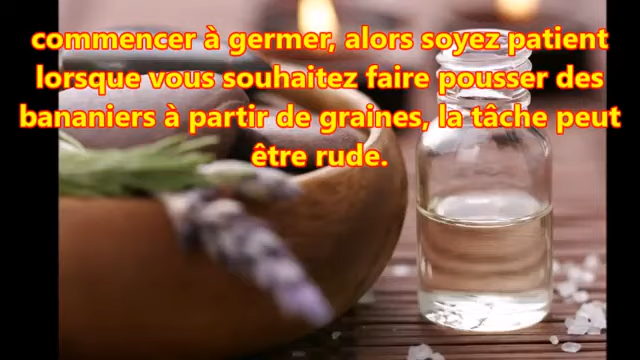 commencer à germer, alors soyez patient
lorsque vous souhaitez faire pousser des
bananiers à partir de graines, la tâche peut
être rude.